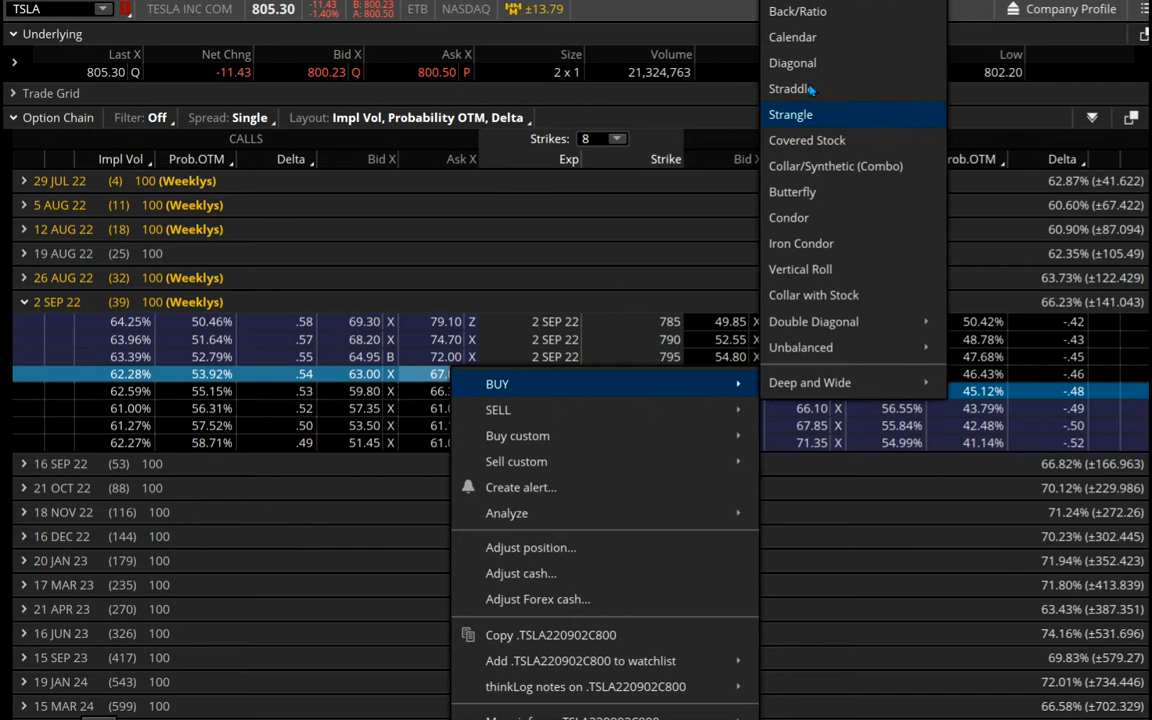 TSLA TESLA INC COM 805.30 -11.43 -1.40% B: 800.23 A: 800.50 ETB NASDAQ ±13.79 Company Profile
Underlying
Last X Net Chng Bid X Ask X Size Volume Low
805.30 Q -11.43 800.23 Q 800.50 P 2 x 1 21,324,763 802.20
Trade Grid
Option Chain Filter: Off Spread: Single Layout: Impl Vol, Probability OTM, Delta
CALLS Strikes: 8
Impl Vol Prob.OTM Delta Bid X Ask X Exp Strike Bid X rob.OTM Delta
29 JUL 22 (4) 100 (Weeklys) 62.87% (±41.622)
5 AUG 22 (11) 100 (Weeklys) 60.60% (±67.422)
12 AUG 22 (18) 100 (Weeklys) 60.90% (±87.094)
19 AUG 22 (25) 100 62.35% (±105.49)
26 AUG 22 (32) 100 (Weeklys) 63.73% (±122.429)
2 SEP 22 (39) 100 (Weeklys) 66.23% (±141.043)
64.25% 50.46% .58 69.30 X 79.10 Z 2 SEP 22 785 49.85 X 50.42% -.42
63.96% 51.64% .57 68.20 X 74.70 X 2 SEP 22 790 52.55 X 48.78% -.43
63.39% 52.79% .55 64.95 B 72.00 X 2 SEP 22 795 54.80 X 47.68% -.45
62.28% 53.92% .54 63.00 X 67. 46.43% -.46
62.59% 55.15% .53 59.80 X 66. 45.12% -.48
61.00% 56.31% .52 57.35 X 61. 66.10 X 56.55% 43.79% -.49
61.27% 57.52% .50 53.50 X 61. 67.85 X 55.84% 42.48% -.50
62.27% 58.71% .49 51.45 X 60. 71.35 X 54.99% 41.14% -.52
16 SEP 22 (53) 100 66.82% (±166.963)
21 OCT 22 (88) 100 70.12% (±229.986)
18 NOV 22 (116) 100 71.24% (±272.26)
16 DEC 22 (144) 100 70.23% (±302.445)
20 JAN 23 (179) 100 71.94% (±352.423)
17 MAR 23 (235) 100 71.80% (±413.839)
21 APR 23 (270) 100 63.43% (±387.351)
16 JUN 23 (326) 100 74.16% (±531.696)
15 SEP 23 (417) 100 69.83% (±579.27)
19 JAN 24 (543) 100 72.01% (±734.446)
15 MAR 24 (599) 100 66.58% (±702.329)
BUY
SELL
Buy custom
Sell custom
Create alert...
Analyze
Adjust position...
Adjust cash...
Adjust Forex cash...
Copy .TSLA220902C800
Add .TSLA220902C800 to watchlist
thinkLog notes on .TSLA220902C800
Back/Ratio
Calendar
Diagonal
Straddle
Strangle
Covered Stock
Collar/Synthetic (Combo)
Butterfly
Condor
Iron Condor
Vertical Roll
Collar with Stock
Double Diagonal
Unbalanced
Deep and Wide